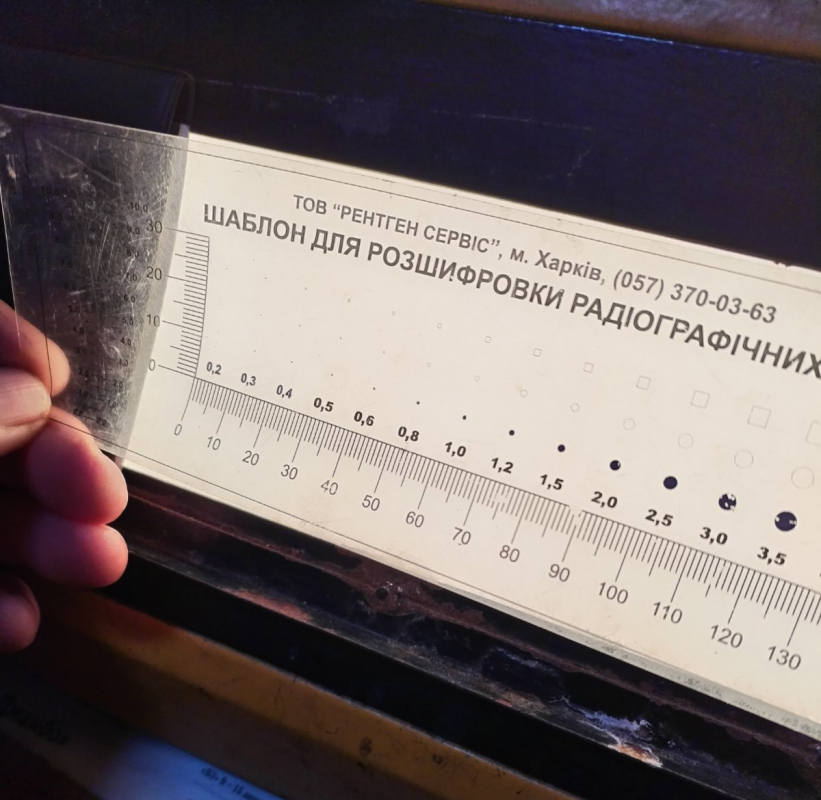 ТОВ “РЕНТГЕН СЕРВІС”, м. Харків, (057) 370-03-63
ШАБЛОН ДЛЯ РОЗШИФРОВКИ РАДІОГРАФІЧНИХ
30
20
10
0
0,2 0,3 0,4 0,5 0,6 0,8 1,0 1,2 1,5 2,0 2,5 3,0 3,5
0 10 20 30 40 50 60 70 80 90 100 110 120 130